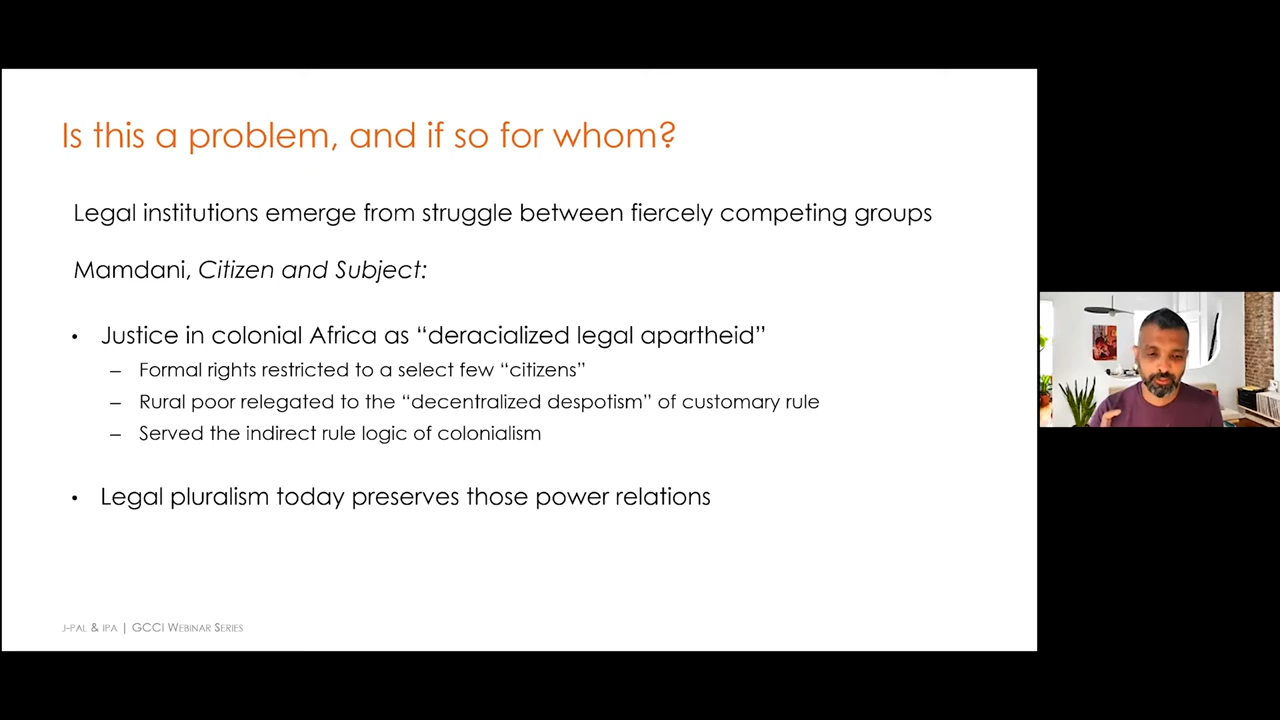 Is this a problem, and if so for whom?
Legal institutions emerge from struggle between fiercely competing groups
Mamdani, Citizen and Subject:
• Justice in colonial Africa as “deracialized legal apartheid”
– Formal rights restricted to a select few “citizens”
– Rural poor relegated to the “decentralized despotism” of customary rule
– Served the indirect rule logic of colonialism
• Legal pluralism today preserves those power relations
J-PAL & IPA | GCCI WEBINAR SERIES